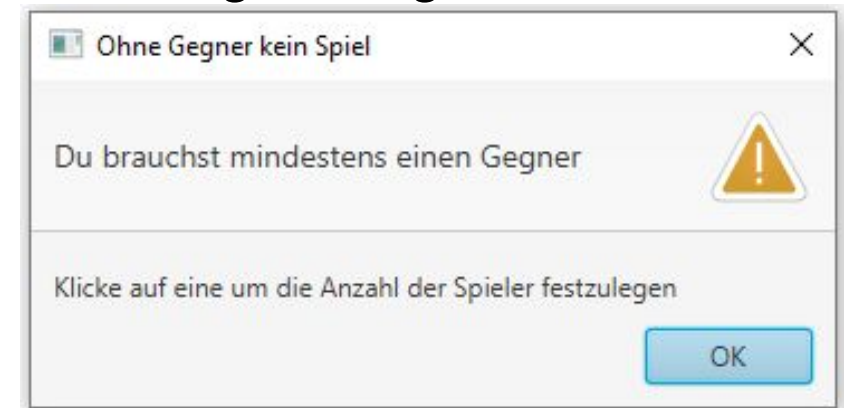 Ohne Gegner kein Spiel
Du brauchst mindestens einen Gegner
Klicke auf eine um die Anzahl der Spieler festzulegen
OK